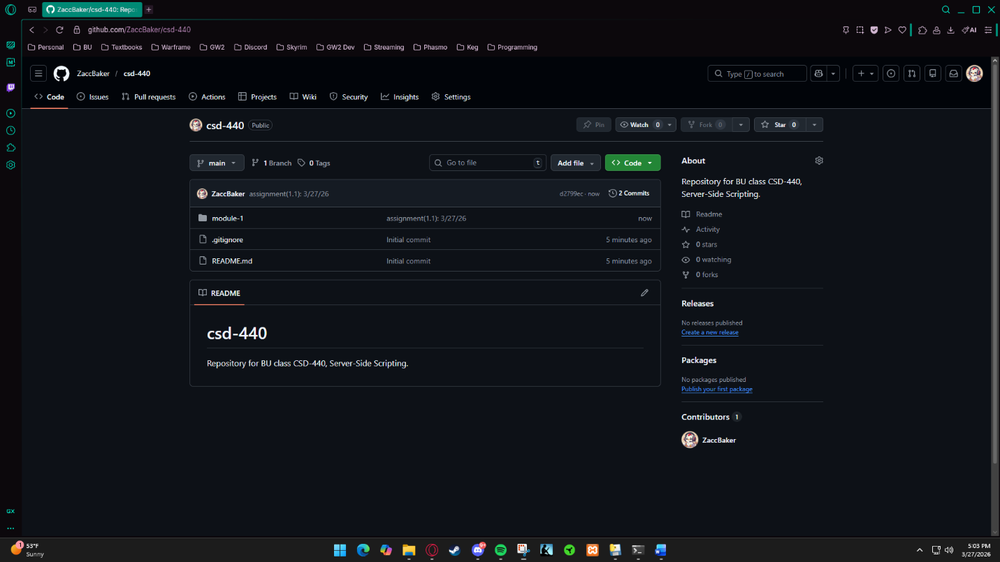 ZaccBaker/csd-440: Repo
github.com/ZaccBaker/csd-440
AI
Personal BU Textbooks Warframe GW2 Discord Skyrim GW2 Dev Streaming Phasmo Keg Programming
ZaccBaker / csd-440
Type / to search
Code Issues Pull requests Actions Projects Wiki Security Insights Settings
csd-440 Public
Pin Watch 0 Fork 0 Star 0
main 1 Branch 0 Tags
Go to file t Add file Code
ZaccBaker assignment(1.1): 3/27/26 d2799ec · now 2 Commits
module-1 assignment(1.1): 3/27/26 now
.gitignore Initial commit 5 minutes ago
README.md Initial commit 5 minutes ago
README
csd-440
Repository for BU class CSD-440, Server-Side Scripting.
About
Repository for BU class CSD-440,
Server-Side Scripting.
Readme
Activity
0 stars
0 watching
0 forks
Releases
No releases published
Create a new release
Packages
No packages published
Publish your first package
Contributors 1
ZaccBaker
GX
1
53°F
Sunny
9+
5:03 PM
3/27/2026